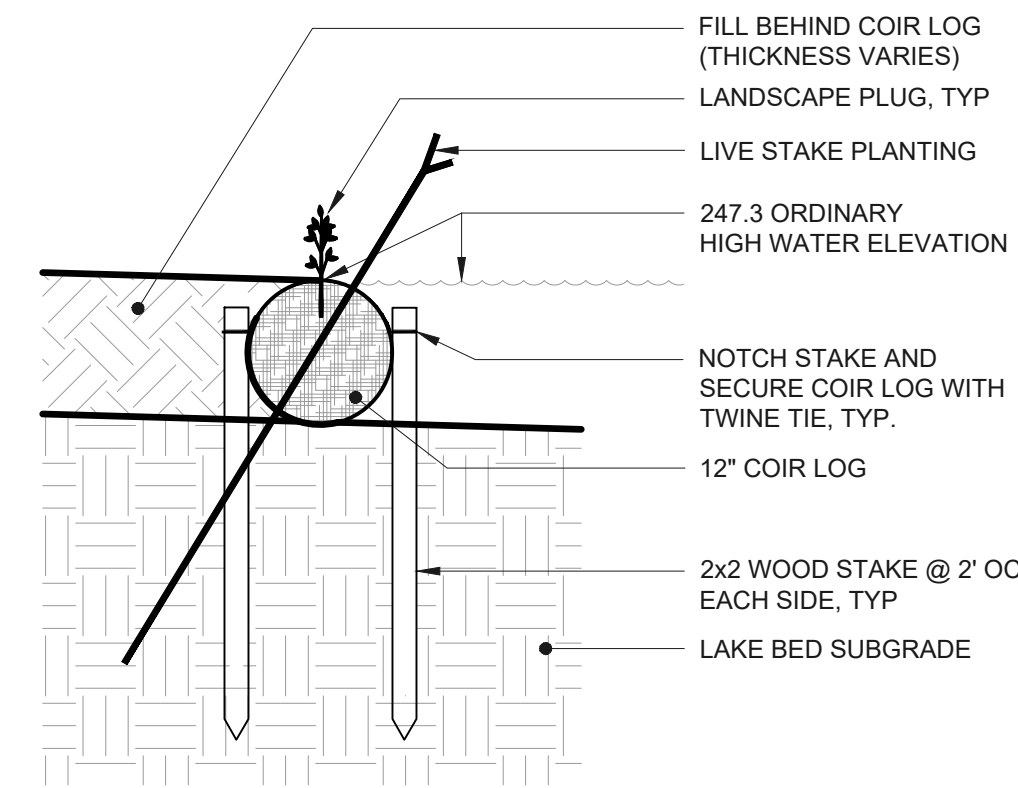 FILL BEHIND COIR LOG
(THICKNESS VARIES)
LANDSCAPE PLUG, TYP
LIVE STAKE PLANTING
247.3 ORDINARY
HIGH WATER ELEVATION
NOTCH STAKE AND
SECURE COIR LOG WITH
TWINE TIE, TYP.
12" COIR LOG
2x2 WOOD STAKE @ 2' OC
EACH SIDE, TYP
LAKE BED SUBGRADE